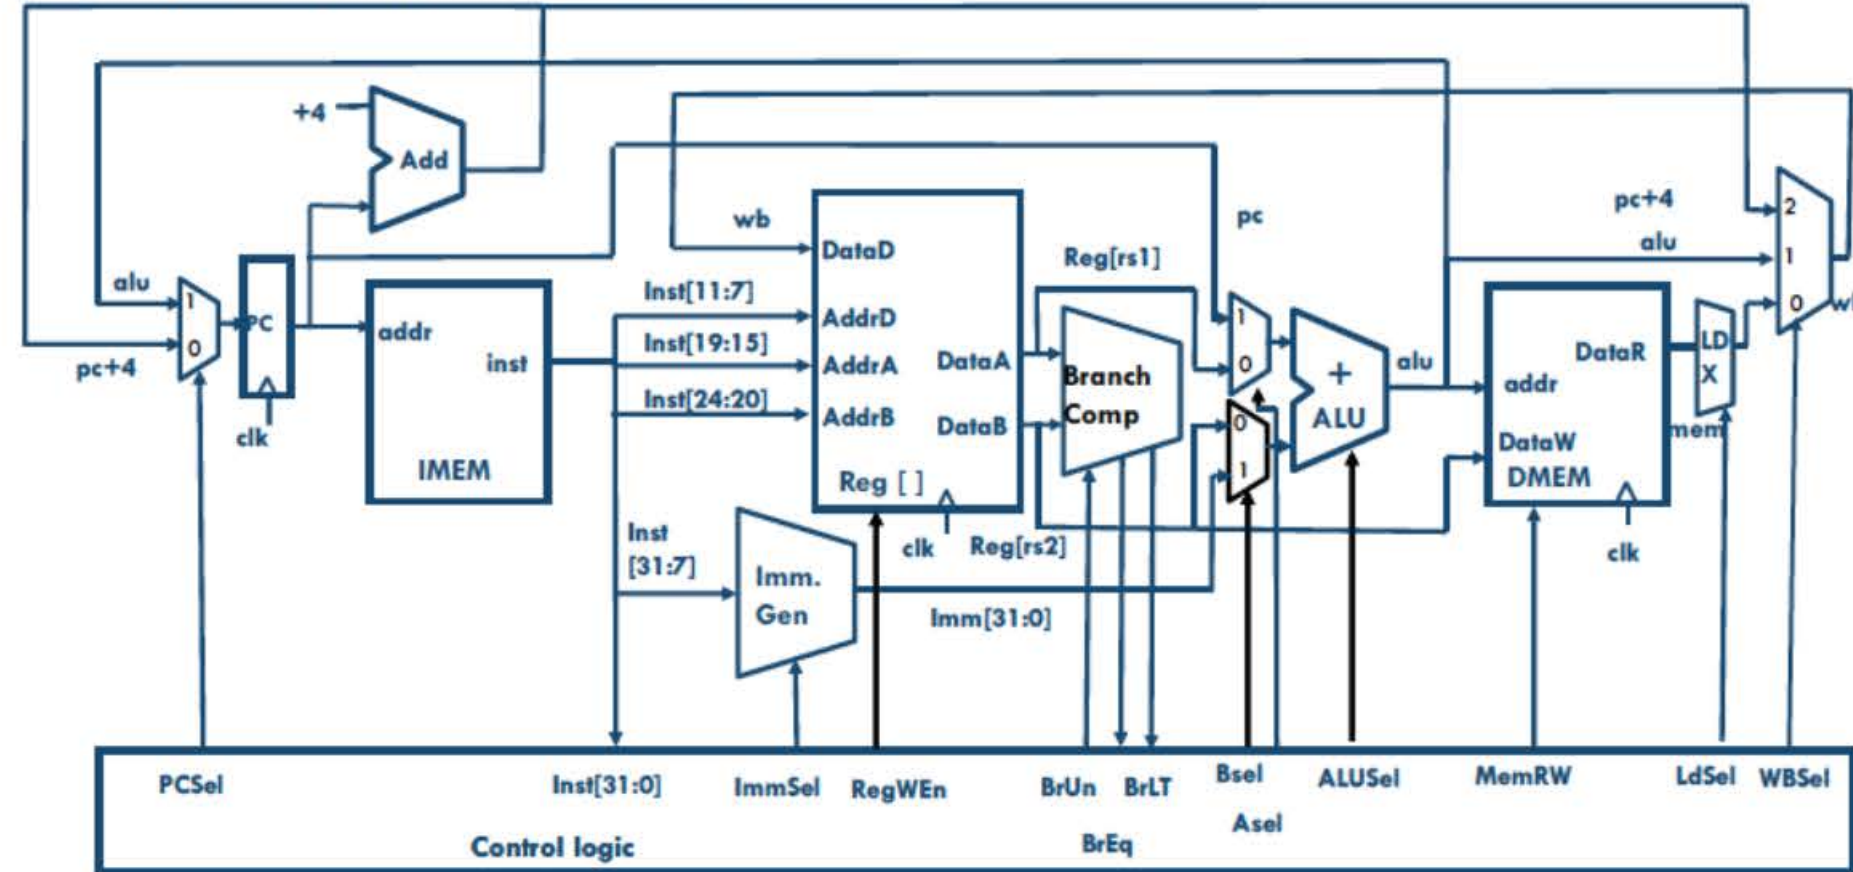 +4
Add
alu
1
0
pc+4
PC
clk
addr
inst
IMEM
wb
Inst[11:7]
Inst[19:15]
Inst[24:20]
Inst
[31:7]
DataD
AddrD
AddrA
AddrB
DataA
DataB
Reg [ ]
clk
Imm.
Gen
Imm[31:0]
Reg[rs1]
Reg[rs2]
Branch
Comp
pc
1
0
0
1
+
ALU
alu
addr
DataW
DMEM
DataR
clk
LD
X
mem
pc+4
alu
2
1
0
PCSel
Inst[31:0]
ImmSel
RegWEn
BrUn
BrLT
BrEq
Bsel
Asel
ALUSel
MemRW
LdSel
WBSel
Control logic